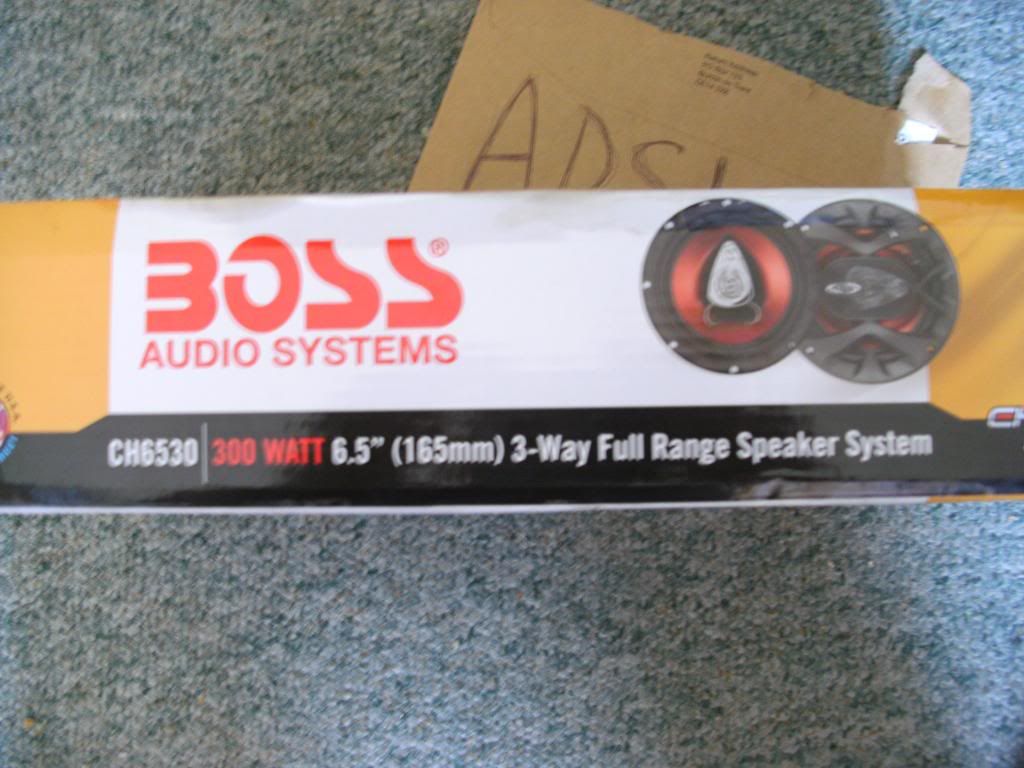 ADSL
BOSS®
AUDIO SYSTEMS
CH6530 | 300 WATT 6.5” (165mm) 3-Way Full Range Speaker System